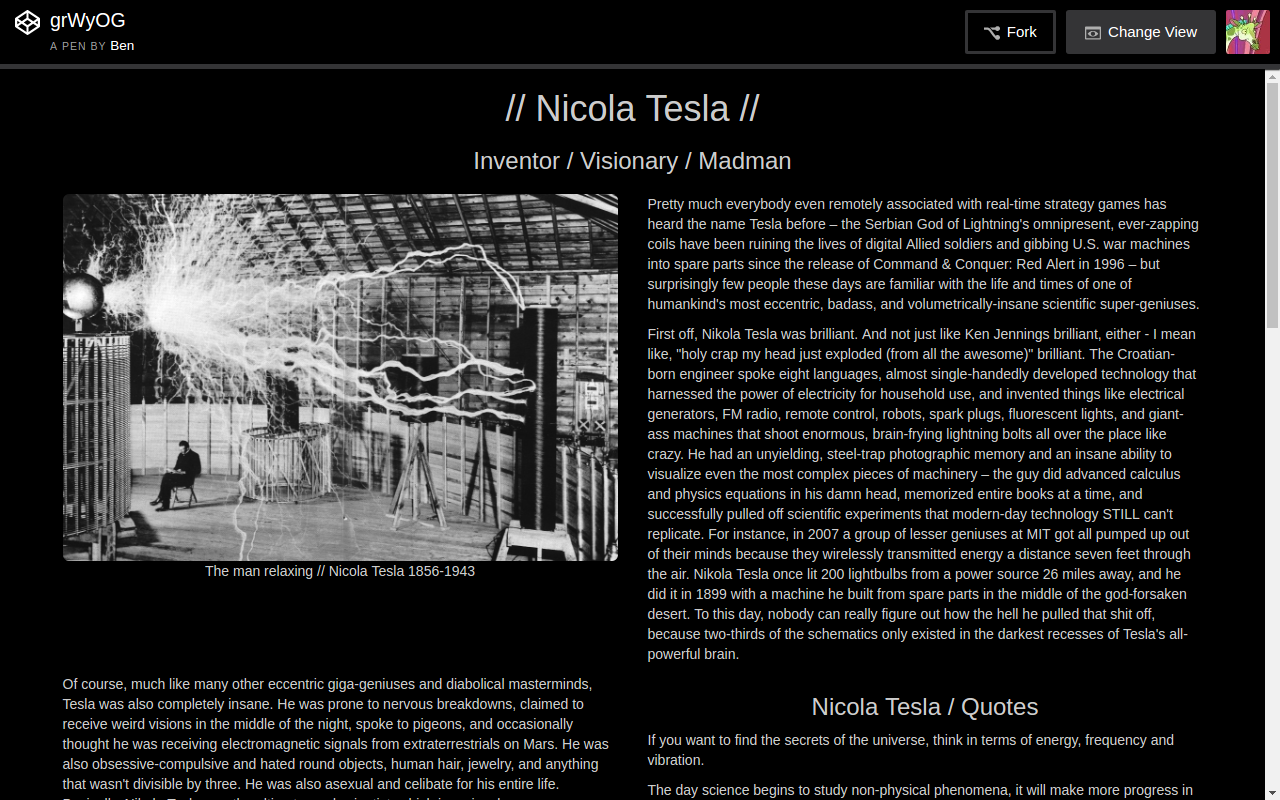 grWyOG
A PEN BY Ben
Fork
Change View
// Nicola Tesla //
Inventor / Visionary / Madman
The man relaxing // Nicola Tesla 1856-1943
Pretty much everybody even remotely associated with real-time strategy games has
heard the name Tesla before – the Serbian God of Lightning's omnipresent, ever-zapping
coils have been ruining the lives of digital Allied soldiers and gibbing U.S. war machines
into spare parts since the release of Command & Conquer: Red Alert in 1996 – but
surprisingly few people these days are familiar with the life and times of one of
humankind's most eccentric, badass, and volumetrically-insane scientific super-geniuses.
First off, Nikola Tesla was brilliant. And not just like Ken Jennings brilliant, either - I mean
like, "holy crap my head just exploded (from all the awesome)" brilliant. The Croatian-
born engineer spoke eight languages, almost single-handedly developed technology that
harnessed the power of electricity for household use, and invented things like electrical
generators, FM radio, remote control, robots, spark plugs, fluorescent lights, and giant-
ass machines that shoot enormous, brain-frying lightning bolts all over the place like
crazy. He had an unyielding, steel-trap photographic memory and an insane ability to
visualize even the most complex pieces of machinery – the guy did advanced calculus
and physics equations in his damn head, memorized entire books at a time, and
successfully pulled off scientific experiments that modern-day technology STILL can't
replicate. For instance, in 2007 a group of lesser geniuses at MIT got all pumped up out
of their minds because they wirelessly transmitted energy a distance seven feet through
the air. Nikola Tesla once lit 200 lightbulbs from a power source 26 miles away, and he
did it in 1899 with a machine he built from spare parts in the middle of the god-forsaken
desert. To this day, nobody can really figure out how the hell he pulled that shit off,
because two-thirds of the schematics only existed in the darkest recesses of Tesla's all-
powerful brain.
Of course, much like many other eccentric giga-geniuses and diabolical masterminds,
Tesla was also completely insane. He was prone to nervous breakdowns, claimed to
receive weird visions in the middle of the night, spoke to pigeons, and occasionally
thought he was receiving electromagnetic signals from extraterrestrials on Mars. He was
also obsessive-compulsive and hated round objects, human hair, jewelry, and anything
that wasn't divisible by three. He was also asexual and celibate for his entire life.
Nicola Tesla / Quotes
If you want to find the secrets of the universe, think in terms of energy, frequency and
vibration.
The day science begins to study non-physical phenomena, it will make more progress in